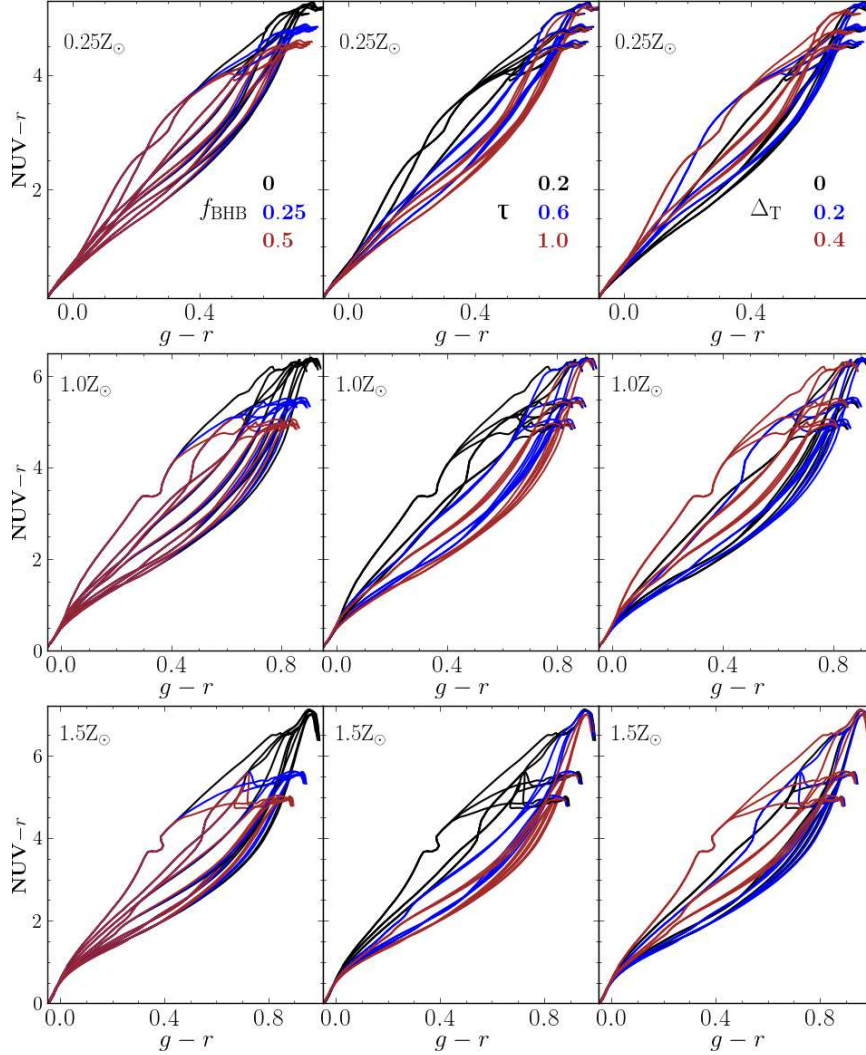 0.25Z⊙ 0.25Z⊙ 0.25Z⊙
4
NUV−r
2
0 0.2 0
fBHB 0.25 τ 0.6 ΔT 0.2
0.5 1.0 0.4
0.0 0.4 0.0 0.4 0.0 0.4
g − r g − r g − r
6
1.0Z⊙ 1.0Z⊙ 1.0Z⊙
4
NUV−r
2
0
0.0 0.4 0.8 0.0 0.4 0.8 0.0 0.4 0.8
g − r g − r g − r
1.5Z⊙ 1.5Z⊙ 1.5Z⊙
6
4
NUV−r
2
0
0.0 0.4 0.8 0.0 0.4 0.8 0.0 0.4 0.8
g − r g − r g − r